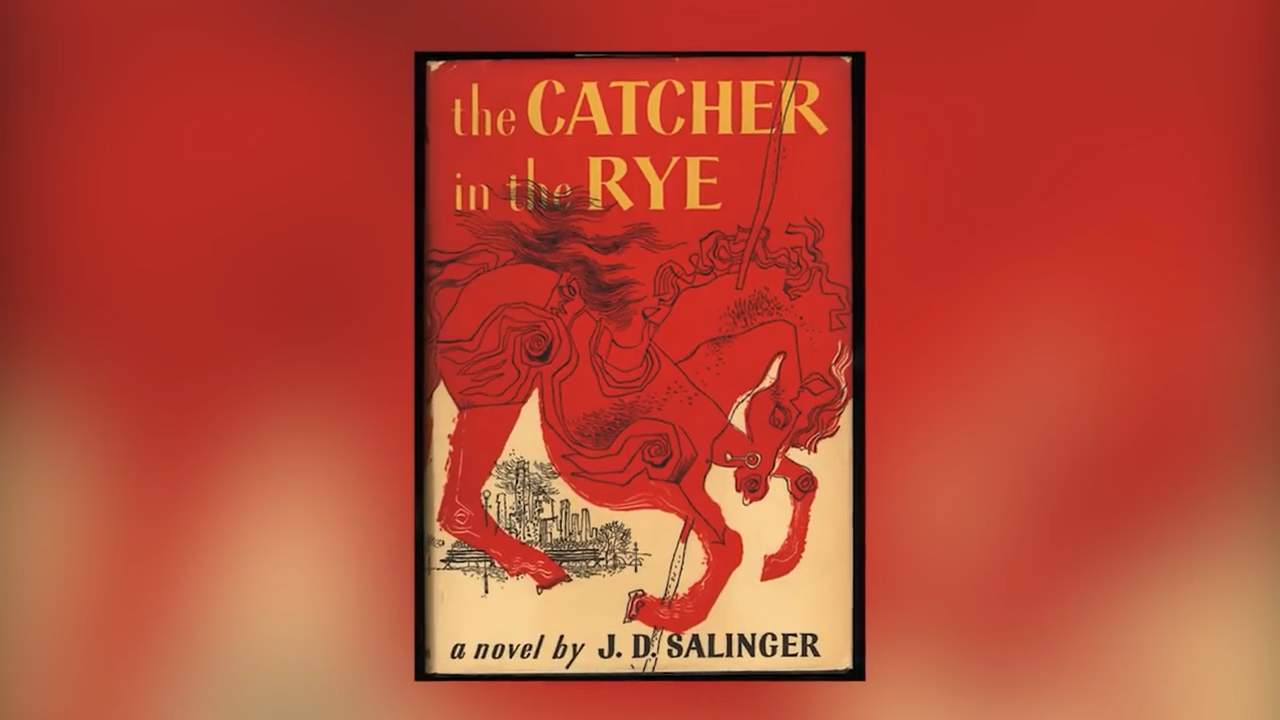 the CATCHER
in the RYE
a novel by J. D. SALINGER